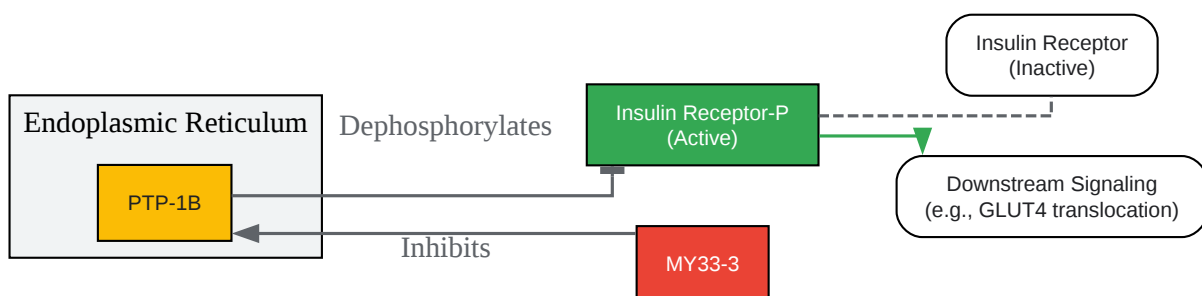 Insulin Receptor
(Inactive)
Endoplasmic Reticulum
Dephosphorylates
Insulin Receptor-P
(Active)
PTP-1B
Downstream Signaling
(e.g., GLUT4 translocation)
Inhibits
MY33-3